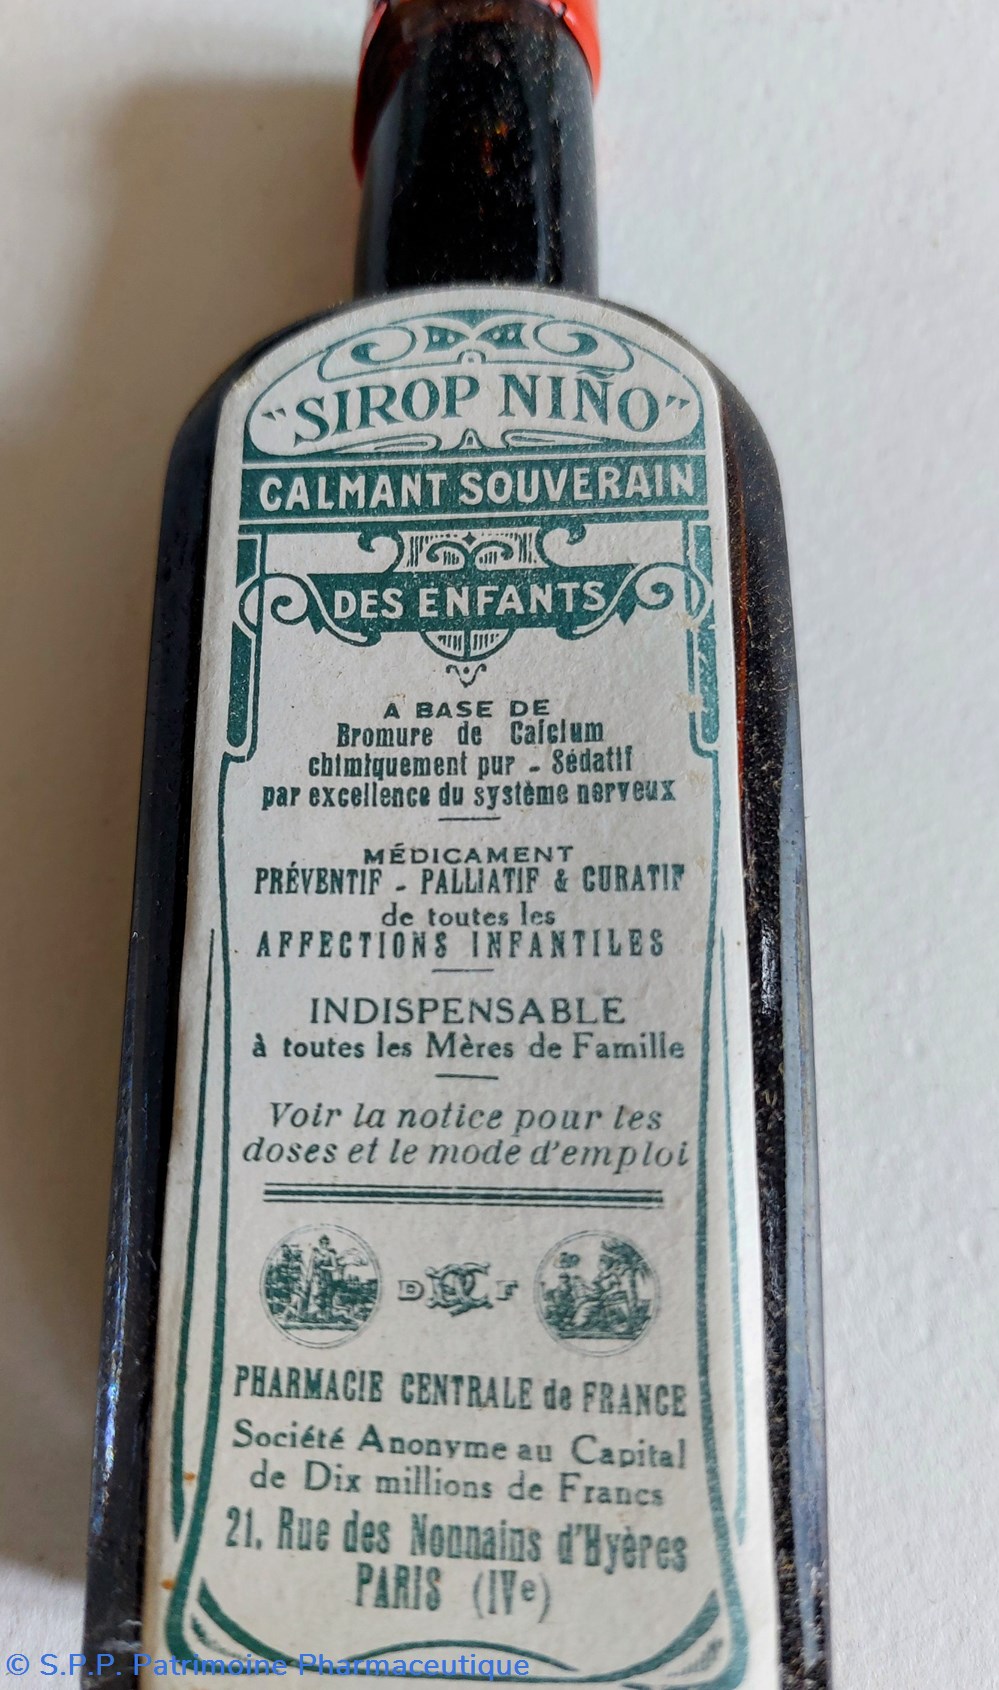 "SIROP NIÑO"
CALMANT SOUVERAIN
DES ENFANTS
A BASE DE
Bromure de Calcium
chimiquement pur - Sédatif
par excellence du système nerveux
MÉDICAMENT
PRÉVENTIF - PALLIATIF & CURATIF
de toutes les
AFFECTIONS INFANTILES
INDISPENSABLE
à toutes les Mères de Famille
Voir la notice pour les
doses et le mode d'emploi
D F
PHARMACIE CENTRALE de FRANCE
Société Anonyme au Capital
de Dix millions de Francs
21, Rue des Nonnains d'Hyères
PARIS (IVe)
© S.P.P. Patrimoine Pharmaceutique